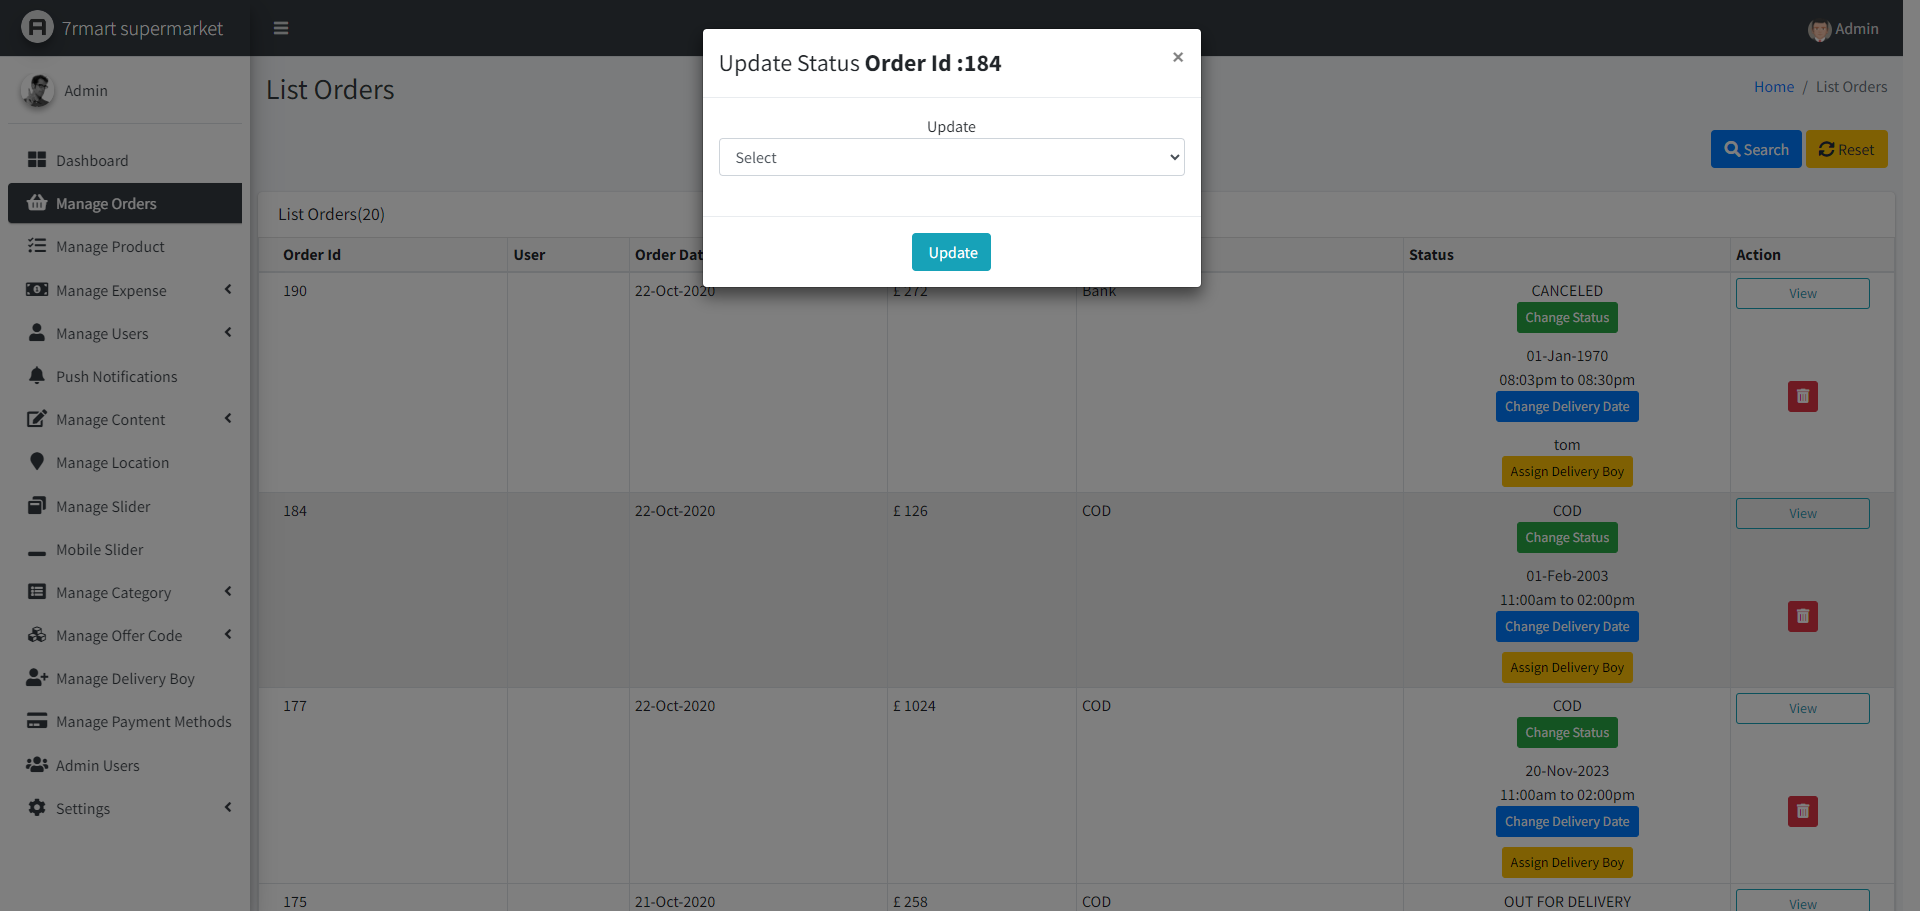 7rmart supermarket
Admin
Update Status Order Id :184
×
Update
Select
Update
Admin
Dashboard
Manage Orders
Manage Product
Manage Expense
Manage Users
Push Notifications
Manage Content
Manage Location
Manage Slider
Mobile Slider
Manage Category
Manage Offer Code
Manage Delivery Boy
Manage Payment Methods
Admin Users
Settings
List Orders
Home / List Orders
Search
Reset
List Orders(20)
Order Id User Order Dat Status Action
190 22-Oct-2020 £ 272 Bank CANCELED View
Change Status
01-Jan-1970
08:03pm to 08:30pm
Change Delivery Date
tom
Assign Delivery Boy
184 22-Oct-2020 £ 126 COD COD View
Change Status
01-Feb-2003
11:00am to 02:00pm
Change Delivery Date
Assign Delivery Boy
177 22-Oct-2020 £ 1024 COD COD View
Change Status
20-Nov-2023
11:00am to 02:00pm
Change Delivery Date
Assign Delivery Boy
175 21-Oct-2020 £ 258 COD OUT FOR DELIVERY View